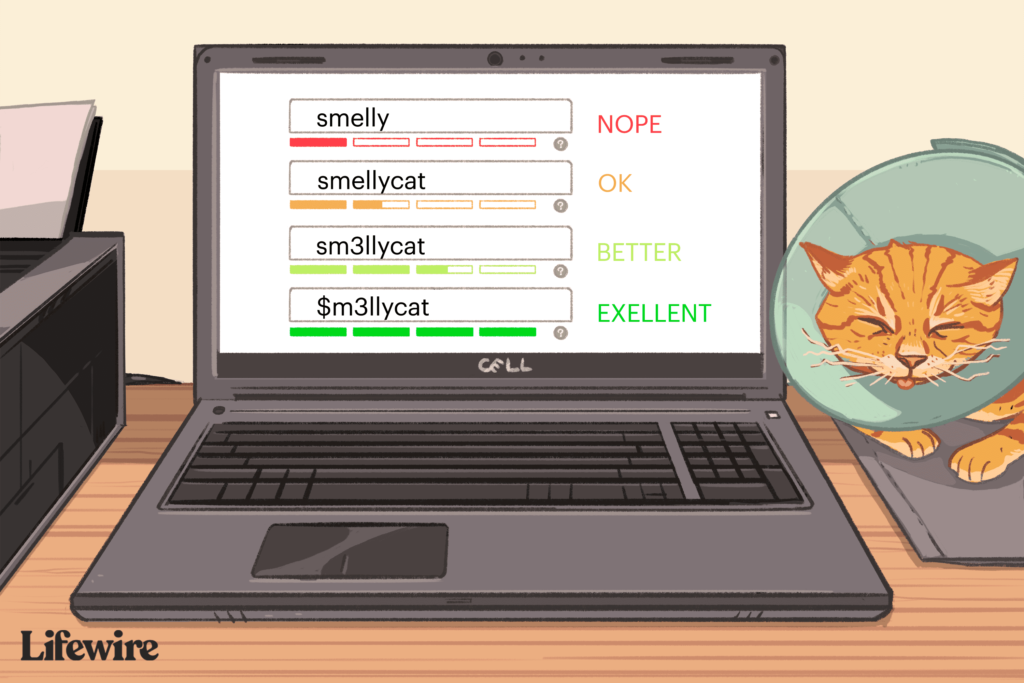 smelly NOPE
smellycat OK
sm3llycat BETTER
$m3llycat EXELLENT
CELL
Lifewire